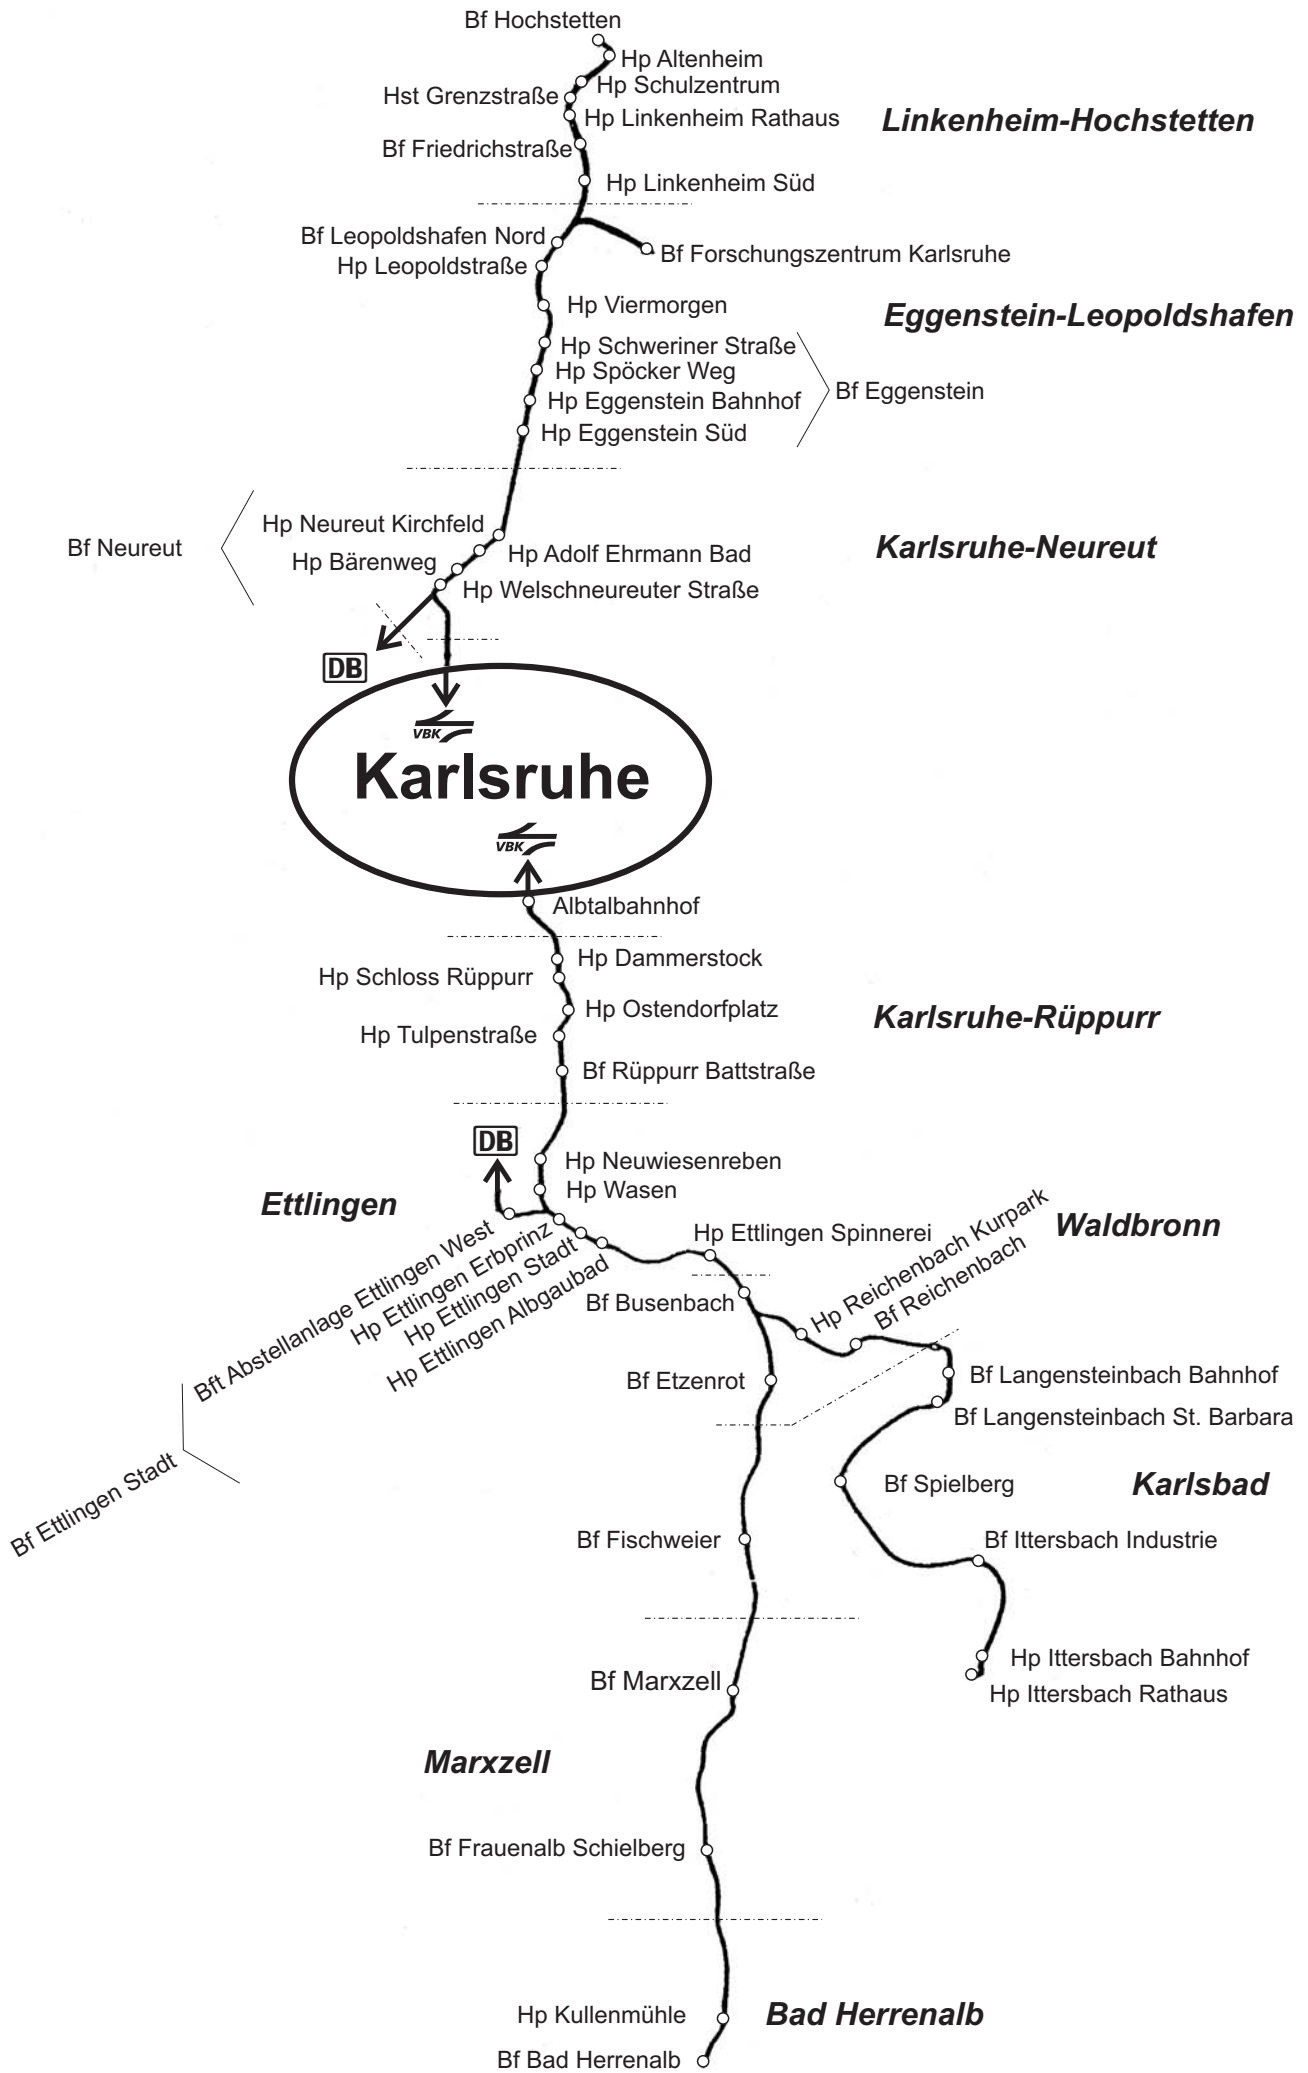 Bf Hochstetten
Hp Altenheim
Hp Schulzentrum
Hst Grenzstraße
Hp Linkenheim Rathaus
Linkenheim-Hochstetten
Bf Friedrichstraße
Hp Linkenheim Süd
Bf Leopoldshafen Nord
Bf Forschungszentrum Karlsruhe
Hp Leopoldstraße
Hp Viermorgen
Eggenstein-Leopoldshafen
Hp Schweriner Straße
Hp Spöcker Weg
Bf Eggenstein
Hp Eggenstein Bahnhof
Hp Eggenstein Süd
Hp Neureut Kirchfeld
Bf Neureut
Karlsruhe-Neureut
Hp Adolf Ehrmann Bad
Hp Bärenweg
Hp Welschneureuter Straße
DB
VBK
Karlsruhe
VBK
Albtalbahnhof
Hp Dammerstock
Hp Schloss Rüppurr
Hp Ostendorfplatz
Karlsruhe-Rüppurr
Hp Tulpenstraße
Bf Rüppurr Battstraße
DB
Hp Neuwiesenreben
Hp Wasen
Ettlingen
Bft Abstellanlage Ettlingen West
Hp Ettlingen Erbprinz
Hp Ettlingen Stadt
Hp Ettlingen Albgaubad
Bf Ettlingen Stadt
Hp Ettlingen Spinnerei
Hp Reichenbach Kurpark
Bf Reichenbach
Waldbronn
Bf Busenbach
Bf Etzenrot
Bf Langensteinbach Bahnhof
Bf Langensteinbach St. Barbara
Bf Spielberg
Karlsbad
Bf Fischweier
Bf Ittersbach Industrie
Hp Ittersbach Bahnhof
Hp Ittersbach Rathaus
Bf Marxzell
Marxzell
Bf Frauenalb Schielberg
Hp Kullenmühle
Bad Herrenalb
Bf Bad Herrenalb